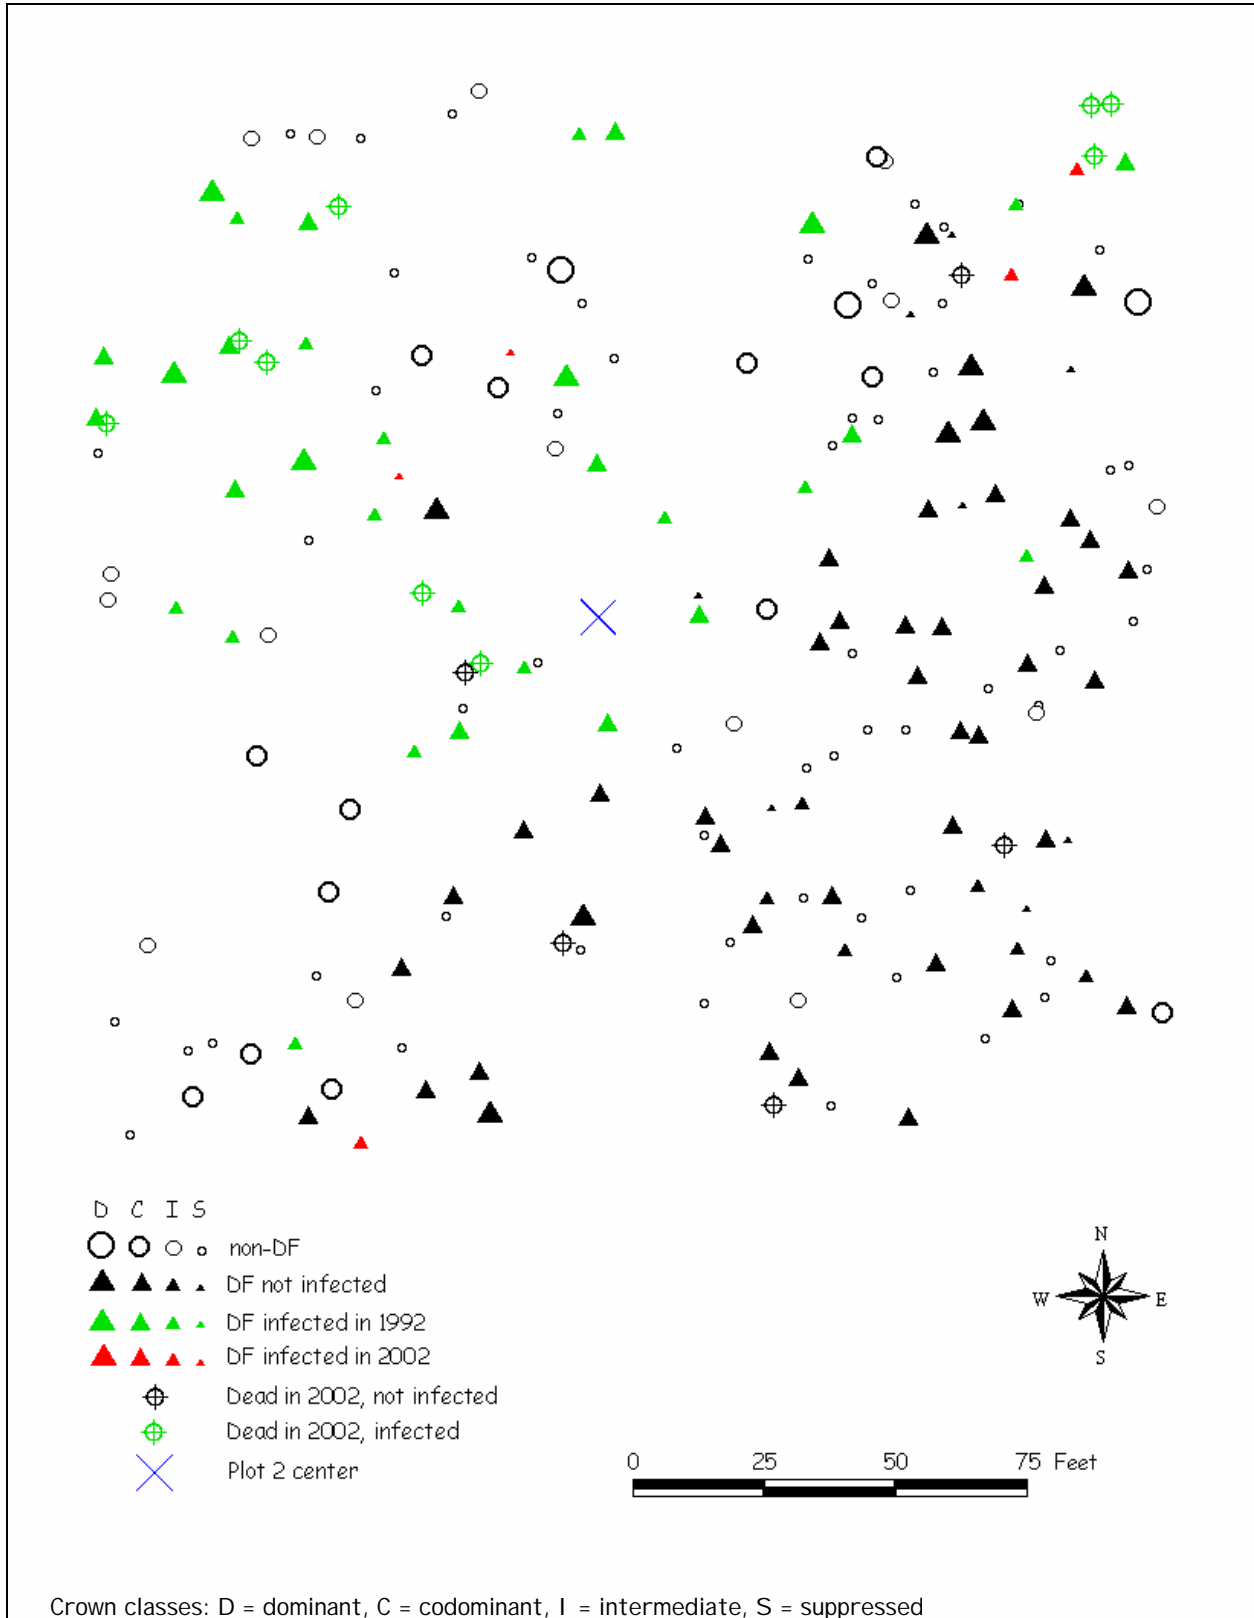 D C I S
non-DF
DF not infected
DF infected in 1992
DF infected in 2002
Dead in 2002, not infected
Dead in 2002, infected
Plot 2 center
N
W E
S
0 25 50 75 Feet
Crown classes: D = dominant, C = codominant, I = intermediate, S = suppressed